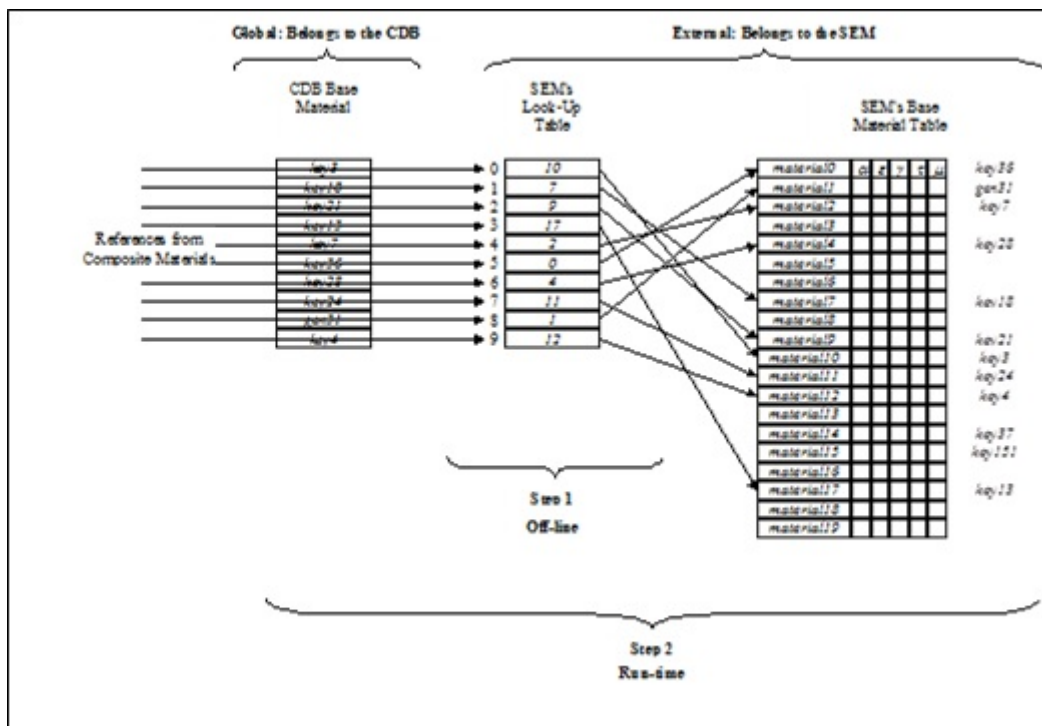 Global: Belongs to the CDB
External: Belongs to the SEM
CDB Base
Material
SEM's
Look-Up
Table
SEM's Base
Material Table
References from
Composite Materials
key3
key18
key21
key13
key7
key36
key28
key24
gen31
key4
0 10
1 7
2 9
3 17
4 2
5 0
6 4
7 11
8 1
9 12
material0 α ε γ τ μ key36
material1 gen31
material2 key7
material3
material4 key28
material5
material6
material7 key18
material8
material9 key21
material10 key3
material11 key24
material12 key4
material13
material14 key37
material15 key151
material16
material17 key13
material18
material19
Step 1
Off-line
Step 2
Run-time